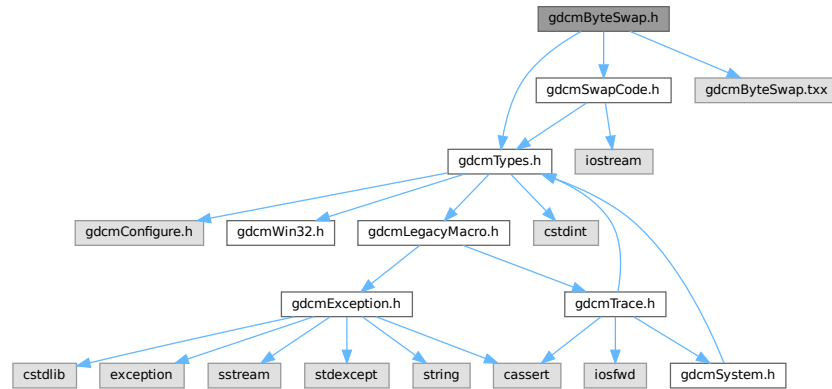 gdcmByteSwap.h
gdcmSwapCode.h
gdcmByteSwap.txx
gdcmTypes.h
iostream
gdcmConfigure.h
gdcmWin32.h
gdcmLegacyMacro.h
cstdint
gdcmException.h
gdcmTrace.h
cstdlib
exception
sstream
stdexcept
string
cassert
iosfwd
gdcmSystem.h